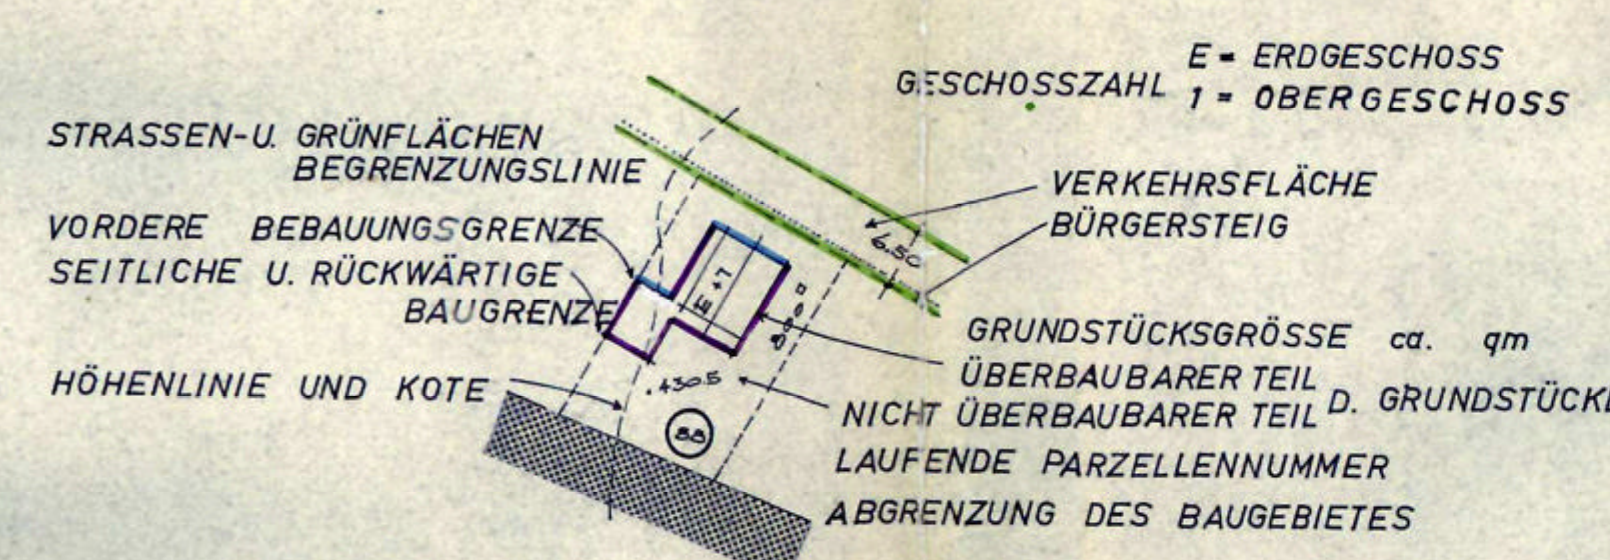 E = ERDGESCHOSS
GESCHOSSZAHL
1 = OBERGESCHOSS
STRASSEN-U. GRÜNFLÄCHEN
BEGRENZUNGSLINIE
VERKEHRSFLÄCHE
BÜRGERSTEIG
VORDERE BEBAUUNGSGRENZE
SEITLICHE U. RÜCKWÄRTIGE
BAUGRENZE
6.50
E+1
GRUNDSTÜCKSGRÖSSE ca. qm
ÜBERBAUBARER TEIL
NICHT ÜBERBAUBARER TEIL
D. GRUNDSTÜCKE
HÖHENLINIE UND KOTE
.430.5
LAUFENDE PARZELLENNUMMER
ABGRENZUNG DES BAUGEBIETES